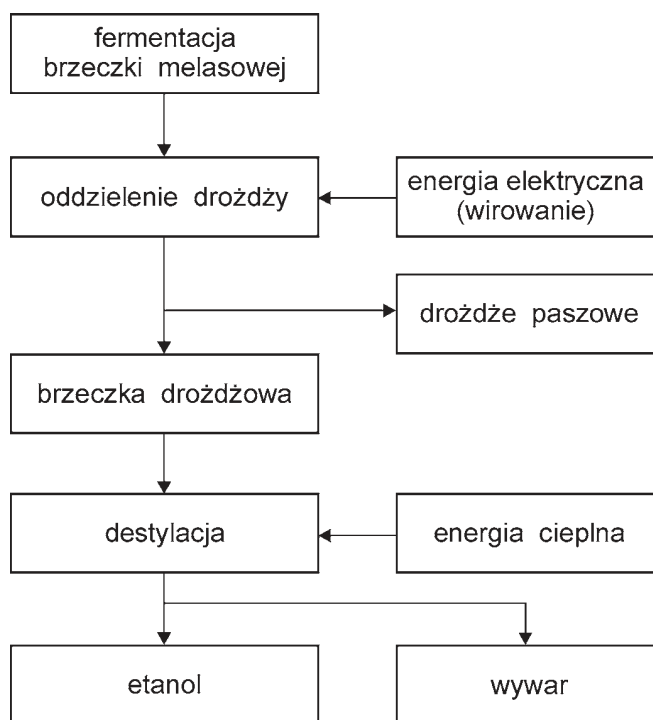 fermentacja
brzeczki melasowej
oddzielenie drożdży
energia elektryczna
(wirowanie)
drożdże paszowe
brzeczka drożdżowa
destylacja
energia cieplna
etanol
wywar